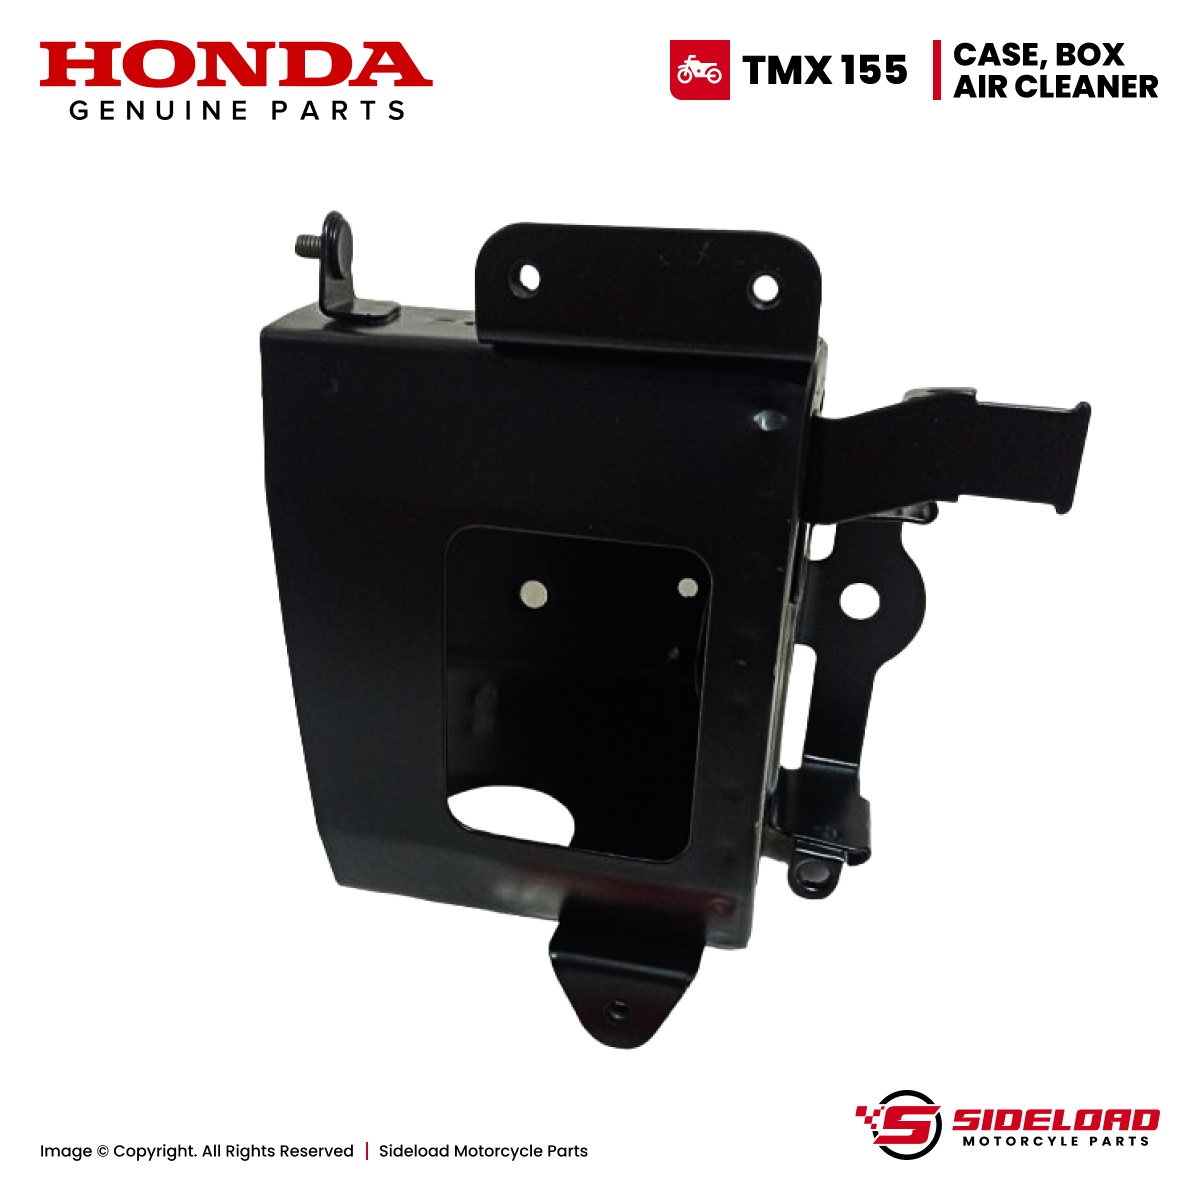 HONDA
GENUINE PARTS
TMX 155
CASE, BOX
AIR CLEANER
S SIDELOAD
MOTORCYLE PARTS
Image © Copyright. All Rights Reserved | Sideload Motorcycle Parts